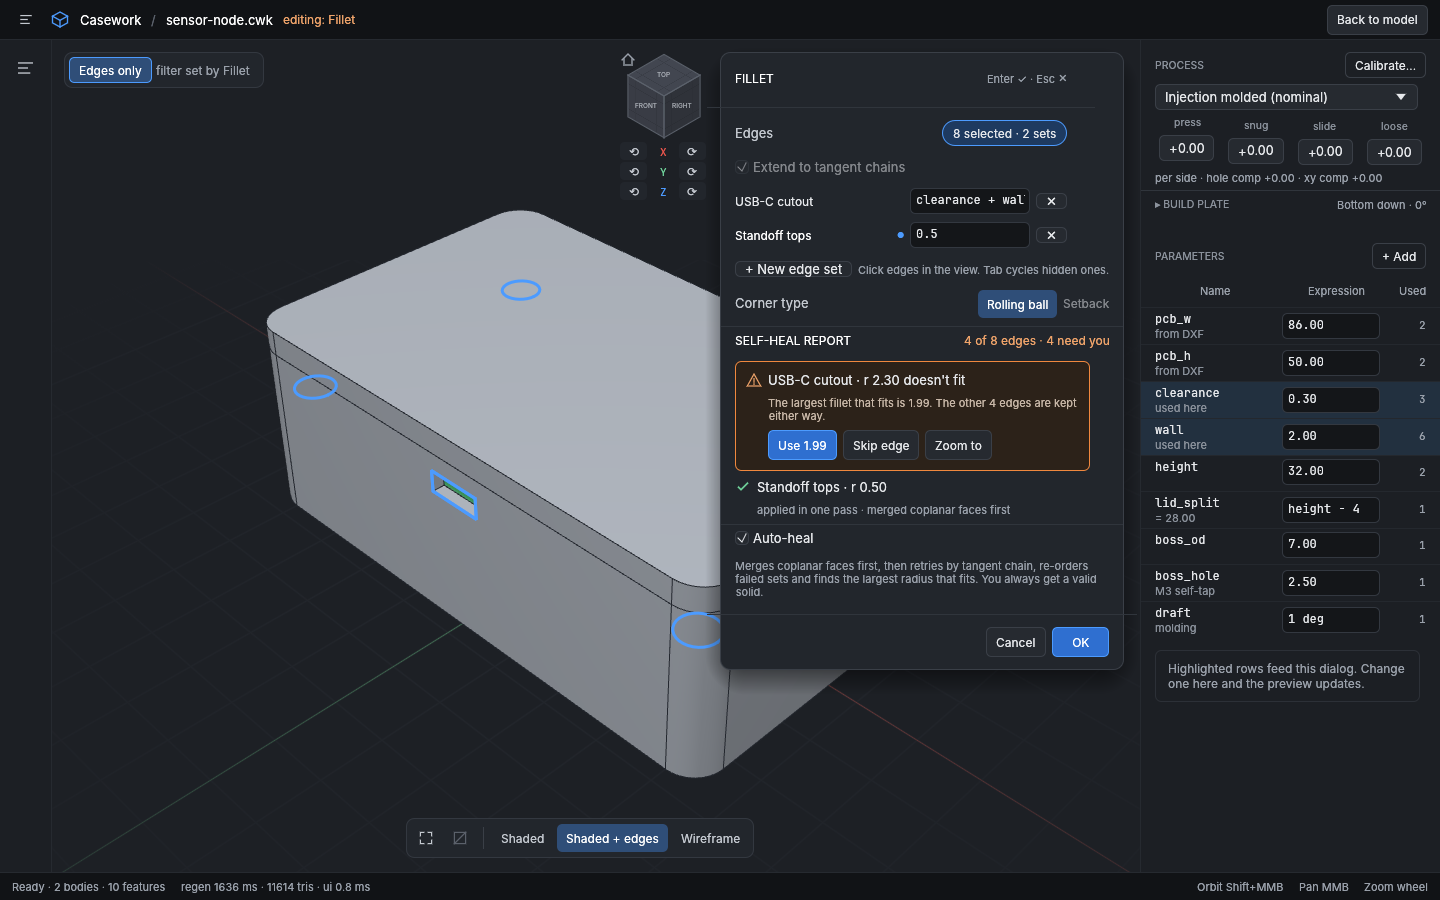 Casework / sensor-node.cwk editing: Fillet
Back to model
Edges only filter set by Fillet
TOP
FRONT RIGHT
X
Y
Z
FILLET
Enter ✓ · Esc ×
Edges
8 selected · 2 sets
Extend to tangent chains
USB-C cutout
clearance + wal
Standoff tops
0.5
+ New edge set
Click edges in the view. Tab cycles hidden ones.
Corner type
Rolling ball
Setback
SELF-HEAL REPORT
4 of 8 edges · 4 need you
USB-C cutout · r 2.30 doesn't fit
The largest fillet that fits is 1.99. The other 4 edges are kept
either way.
Use 1.99
Skip edge
Zoom to
Standoff tops · r 0.50
applied in one pass · merged coplanar faces first
Auto-heal
Merges coplanar faces first, then retries by tangent chain, re-orders
failed sets and finds the largest radius that fits. You always get a valid
solid.
Cancel
OK
PROCESS
Calibrate...
Injection molded (nominal)
press snug slide loose
+0.00 +0.00 +0.00 +0.00
per side · hole comp +0.00 · xy comp +0.00
▸ BUILD PLATE
Bottom down · 0°
PARAMETERS
+ Add
Name Expression Used
pcb_w 86.00 2
from DXF
pcb_h 50.00 2
from DXF
clearance 0.30 3
used here
wall 2.00 6
used here
height 32.00 2
lid_split height - 4 1
= 28.00
boss_od 7.00 1
boss_hole 2.50 1
M3 self-tap
draft 1 deg 1
molding
Highlighted rows feed this dialog. Change
one here and the preview updates.
Shaded
Shaded + edges
Wireframe
Ready · 2 bodies · 10 features
regen 1636 ms · 11614 tris · ui 0.8 ms
Orbit Shift+MMB
Pan MMB
Zoom wheel